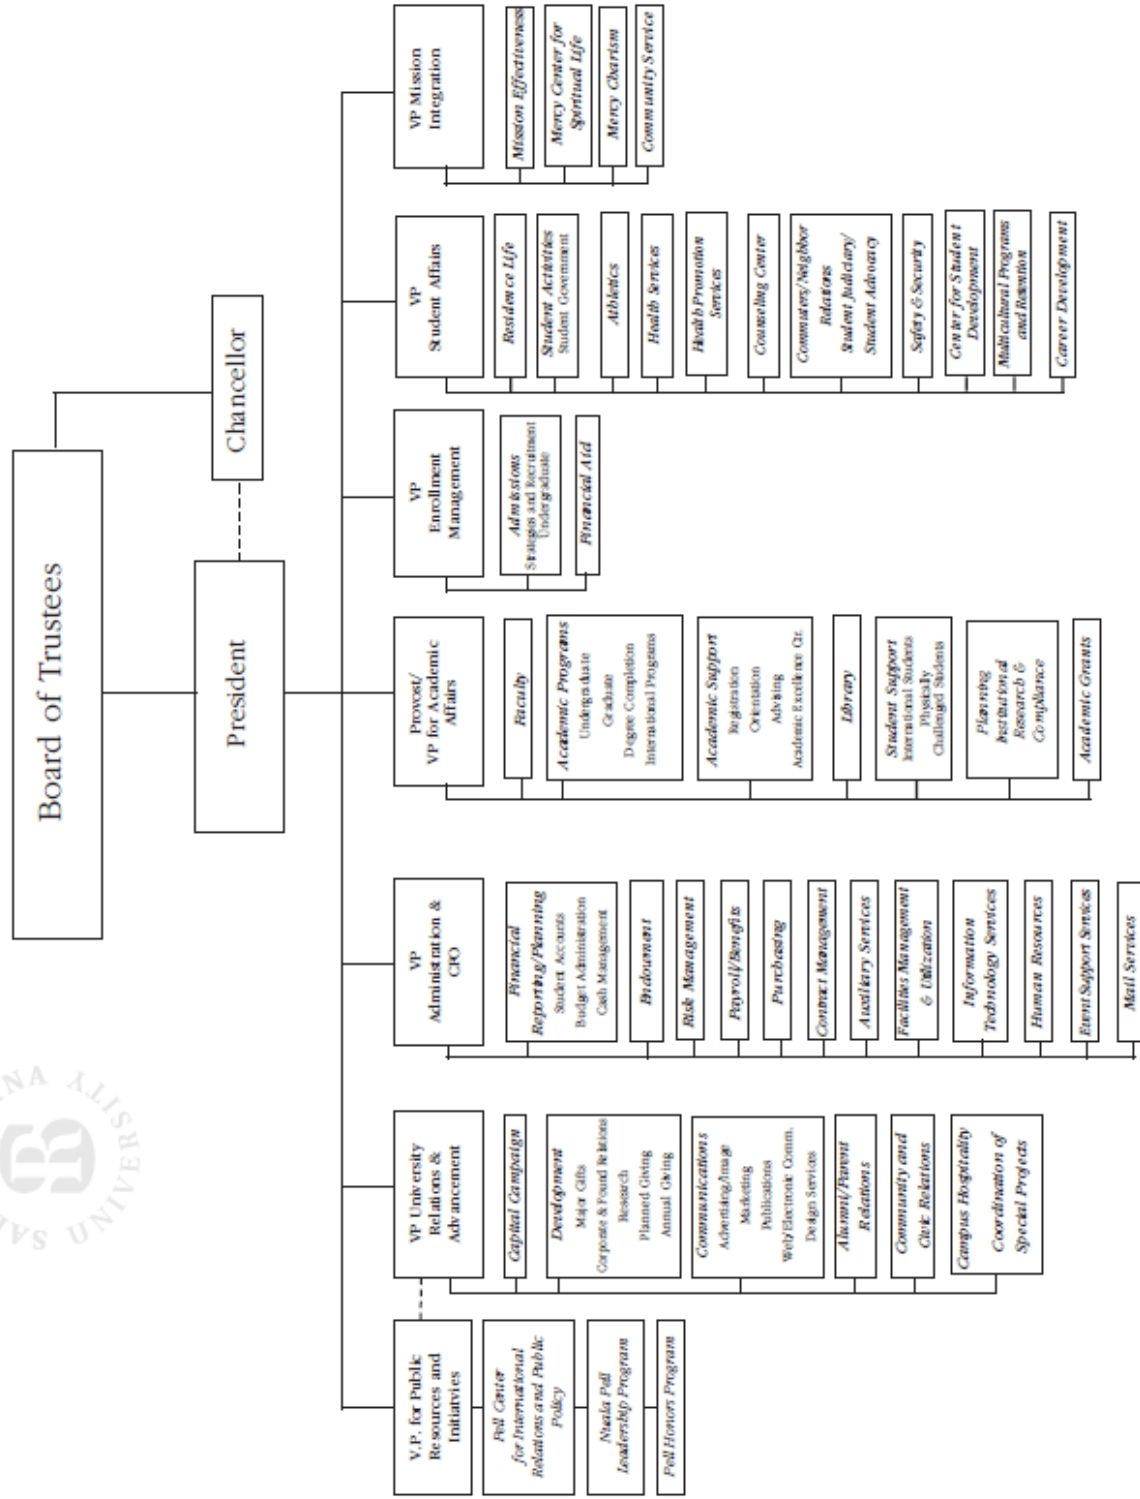 Board of Trustees
President
Chancellor
V.P. for Public
Resources and
Initiatvies
Pell Center
for International
Relations and Public
Policy
Nuala Pell
Leadership Program
Pell Honors Program
VP University
Relations &
Advancement
Capital Campaign
Development
Major Gifts
Corporate & Found Relations
Research
Planned Giving
Annual Giving
Communications
Advertising/Image
Marketing
Publications
Web/Electronic Comm.
Design Services
Alumni/Parent
Relations
Community and
Civic Relations
Campus Hospitality
Coordination of
Special Projects
VP
Administration &
CFO
Financial
Reporting/Planning
Student Accounts
Budget Administration
Cash Management
Endowment
Risk Management
Payroll/Benefits
Purchasing
Contract Management
Auxiliary Services
Facilities Management
& Utilization
Information
Technology Services
Human Resources
Event Support Services
Mail Services
Provost/
VP for Academic
Affairs
Faculty
Academic Programs
Undergraduate
Graduate
Degree Completion
International Programs
Academic Support
Registration
Orientation
Advising
Academic Excellence Ctr.
Library
Student Support
International Students
Physically
Challenged Students
Planning
Institutional
Research &
Compliance
Academic Grants
VP
Enrollment
Management
Admissions
Strategies and Recruitment
Undergraduate
Financial Aid
VP
Student Affairs
Residence Life
Student Activities
Student Government
Athletics
Health Services
Health Promotion
Services
Counseling Center
Commuters/Neighbor
Relations
Student Judiciary/
Student Advocacy
Safety & Security
Center for Student
Development
Multicultural Programs
and Retention
Career Development
VP Mission
Integration
Mission Effectiveness
Mercy Center for
Spiritual Life
Mercy Charism
Community Service
UNIVERSITY